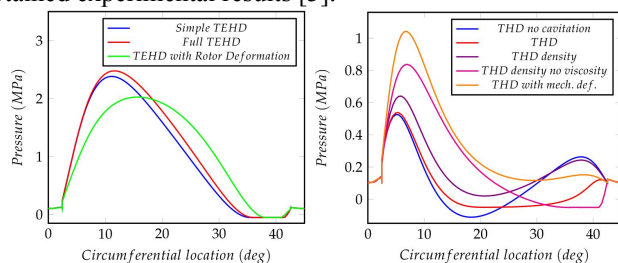 tained experimental results [5].
Simple TEHD
Full TEHD
TEHD with Rotor Deformation
Pressure (MPa)
3
2
1
0
0 10 20 30 40
Circumferential location (deg)
THD no cavitation
THD
THD density
THD density no viscosity
THD with mech. def.
Pressure (MPa)
1
0.8
0.6
0.4
0.2
0
0 10 20 30 40
Circumferential location (deg)